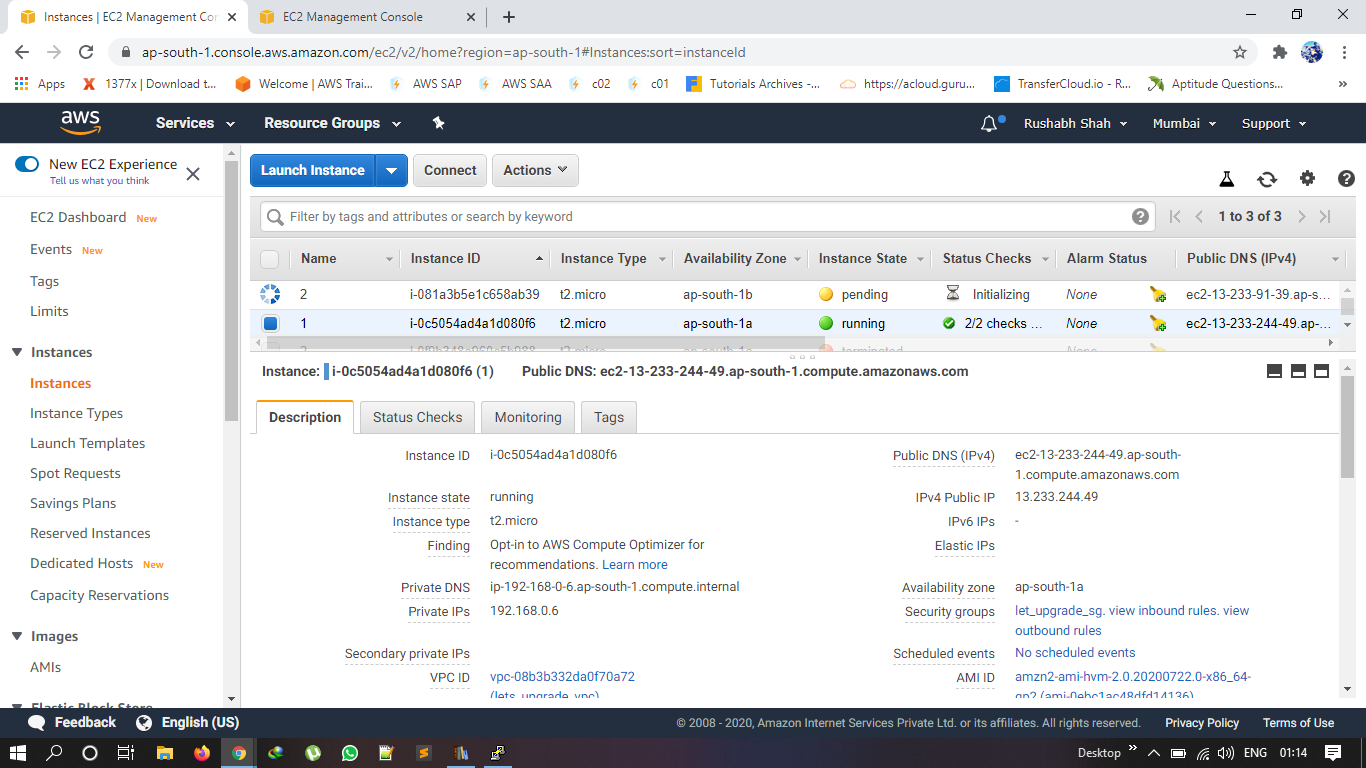 Instances | EC2 Management Con
EC2 Management Console
ap-south-1.console.aws.amazon.com/ec2/v2/home?region=ap-south-1#Instances:sort=instanceId
Apps
1377x | Download t...
Welcome | AWS Trai...
AWS SAP
AWS SAA
c02
c01
Tutorials Archives -...
https://acloud.guru...
TransferCloud.io - R...
Aptitude Questions...
aws
Services
Resource Groups
Rushabh Shah
Mumbai
Support
New EC2 Experience
Tell us what you think
EC2 Dashboard New
Events New
Tags
Limits
Instances
Instances
Instance Types
Launch Templates
Spot Requests
Savings Plans
Reserved Instances
Dedicated Hosts New
Capacity Reservations
Images
AMIs
Elastic Block Store
Launch Instance
Connect
Actions
Filter by tags and attributes or search by keyword
1 to 3 of 3
Name Instance ID Instance Type Availability Zone Instance State Status Checks Alarm Status Public DNS (IPv4)
2 i-081a3b5e1c658ab39 t2.micro ap-south-1b pending Initializing None ec2-13-233-91-39.ap-s...
1 i-0c5054ad4a1d080f6 t2.micro ap-south-1a running 2/2 checks ... None ec2-13-233-244-49.ap-...
t2.micro ap-south-1a terminated None
Instance: i-0c5054ad4a1d080f6 (1) Public DNS: ec2-13-233-244-49.ap-south-1.compute.amazonaws.com
Description
Status Checks
Monitoring
Tags
Instance ID i-0c5054ad4a1d080f6
Instance state running
Instance type t2.micro
Finding Opt-in to AWS Compute Optimizer for
recommendations. Learn more
Private DNS ip-192-168-0-6.ap-south-1.compute.internal
Private IPs 192.168.0.6
Secondary private IPs
VPC ID vpc-08b3b332da0f70a72
(lets_upgrade_vpc)
Public DNS (IPv4) ec2-13-233-244-49.ap-south-
1.compute.amazonaws.com
IPv4 Public IP 13.233.244.49
IPv6 IPs -
Elastic IPs
Availability zone ap-south-1a
Security groups let_upgrade_sg. view inbound rules. view
outbound rules
Scheduled events No scheduled events
AMI ID amzn2-ami-hvm-2.0.20200722.0-x86_64-
gp2 (ami-0ebc1ac48dfd14136)
Feedback
English (US)
© 2008 - 2020, Amazon Internet Services Private Ltd. or its affiliates. All rights reserved.
Privacy Policy
Terms of Use
Desktop
ENG
01:14